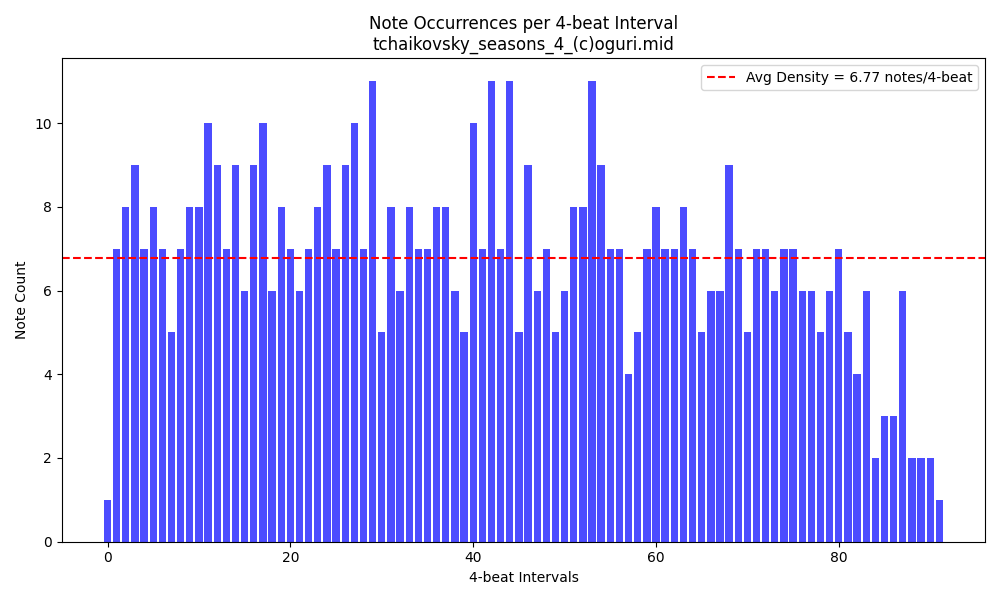 Note Occurrences per 4-beat Interval
tchaikovsky_seasons_4_(c)oguri.mid
Avg Density = 6.77 notes/4-beat
Note Count
10
8
6
4
2
0
0 20 40 60 80
4-beat Intervals